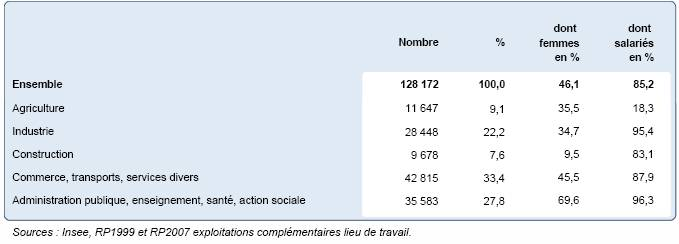 Nombre % dont femmes en % dont salariés en %
Ensemble 128 172 100,0 46,1 85,2
Agriculture 11 647 9,1 35,5 18,3
Industrie 28 448 22,2 34,7 95,4
Construction 9 678 7,6 9,5 83,1
Commerce, transports, services divers 42 815 33,4 45,5 87,9
Administration publique, enseignement, santé, action sociale 35 583 27,8 69,6 96,3
Sources : Insee, RP1999 et RP2007 exploitations complémentaires lieu de travail.